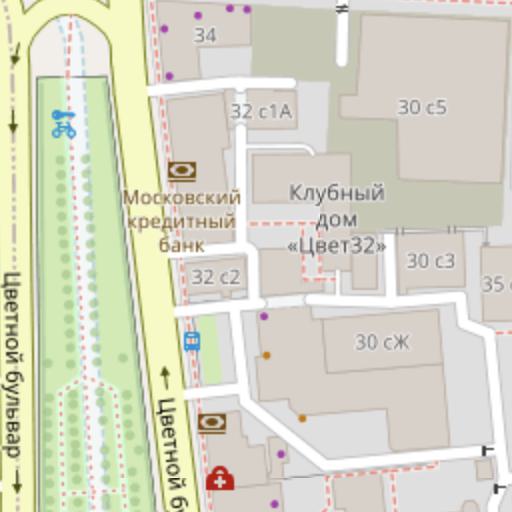 34
32 с1А
30 с5
Московский
кредитный
банк
Клубный
дом
«Цвет32»
32 с2
30 с3
35
30 сЖ
Цветной бульвар
Цветной бу